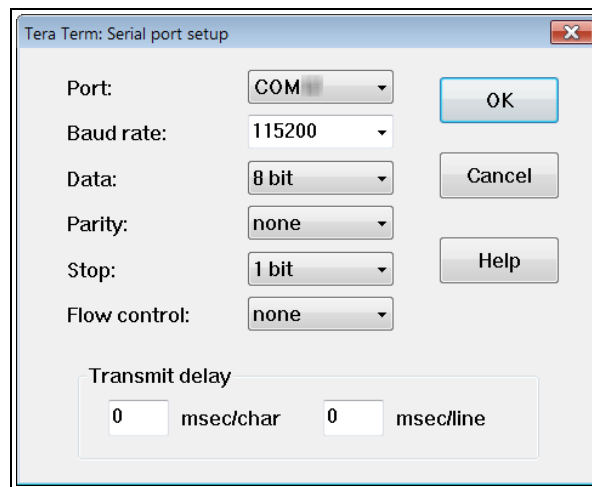 Tera Term: Serial port setup
Port: COM OK
Baud rate: 115200
Data: 8 bit Cancel
Parity: none
Stop: 1 bit Help
Flow control: none
Transmit delay
0 msec/char 0 msec/line